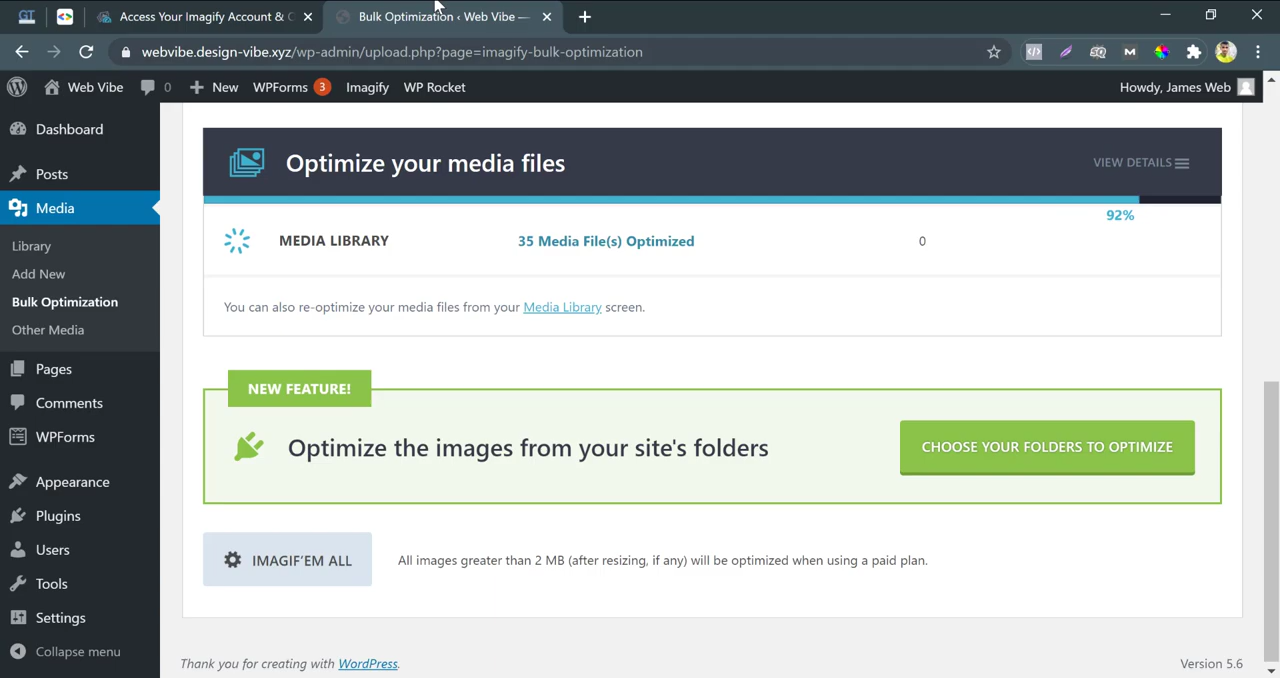 GT
Access Your Imagify Account & C
Bulk Optimization ‹ Web Vibe —
webvibe.design-vibe.xyz/wp-admin/upload.php?page=imagify-bulk-optimization
SQ
M
Web Vibe
0
New
WPForms 3
Imagify
WP Rocket
Howdy, James Web
Dashboard
Posts
Media
Library
Add New
Bulk Optimization
Other Media
Pages
Comments
WPForms
Appearance
Plugins
Users
Tools
Settings
Collapse menu
Optimize your media files
VIEW DETAILS
92%
MEDIA LIBRARY
35 Media File(s) Optimized
0
You can also re-optimize your media files from your Media Library screen.
NEW FEATURE!
Optimize the images from your site's folders
CHOOSE YOUR FOLDERS TO OPTIMIZE
IMAGIF'EM ALL
All images greater than 2 MB (after resizing, if any) will be optimized when using a paid plan.
Thank you for creating with WordPress.
Version 5.6